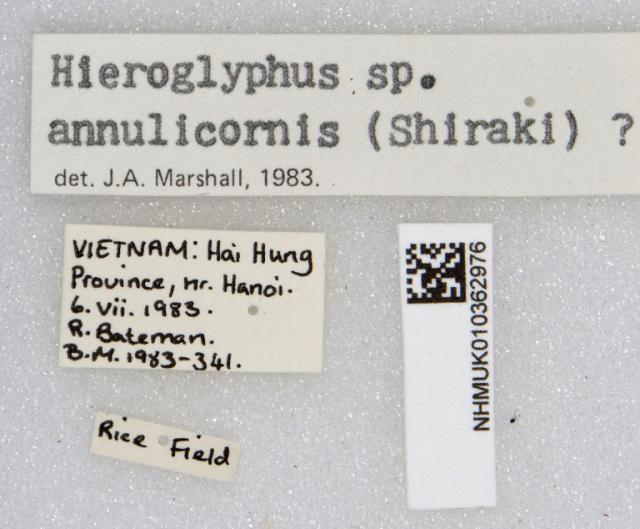 Hieroglyphus sp.
annulicornis (Shiraki) ?
det. J.A. Marshall, 1983.
VIETNAM: Hai Hung
Province, nr. Hanoi.
6. vii. 1983.
R. Bateman.
B.M. 1983-341.
Rice Field
NHMUK010362976